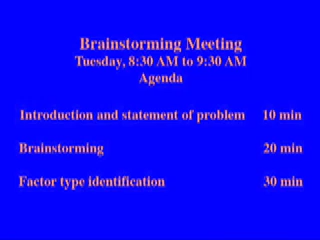 Brainstorming Meeting
Tuesday, 8:30 AM to 9:30 AM
Agenda
Introduction and statement of problem 10 min
Brainstorming 20 min
Factor type identification 30 min